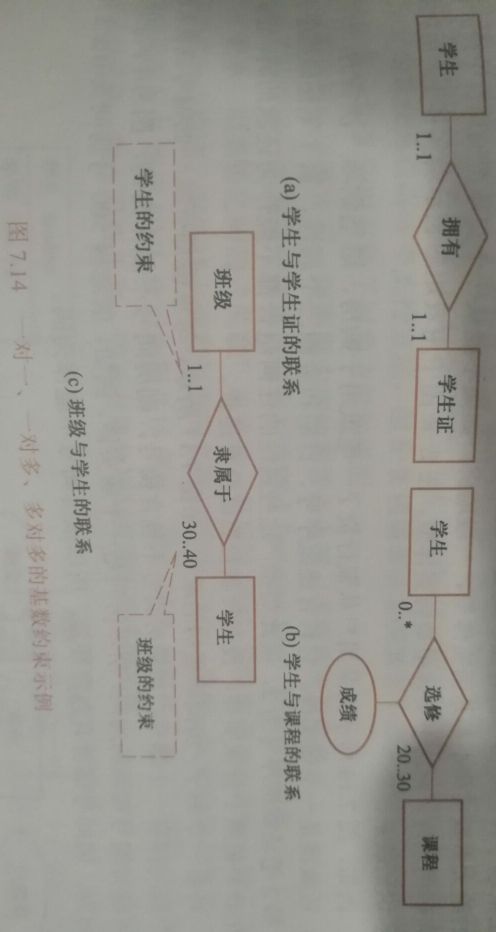 学生
1..1
拥有
1..1
学生证
(a) 学生与学生证的联系
学生
0..*
选修
20..30
课程
成绩
(b) 学生与课程的联系
班级
1..1
隶属于
30..40
学生
学生的约束
班级的约束
(c) 班级与学生的联系
图 7.14 一对一、一对多、多对多的基数约束示例